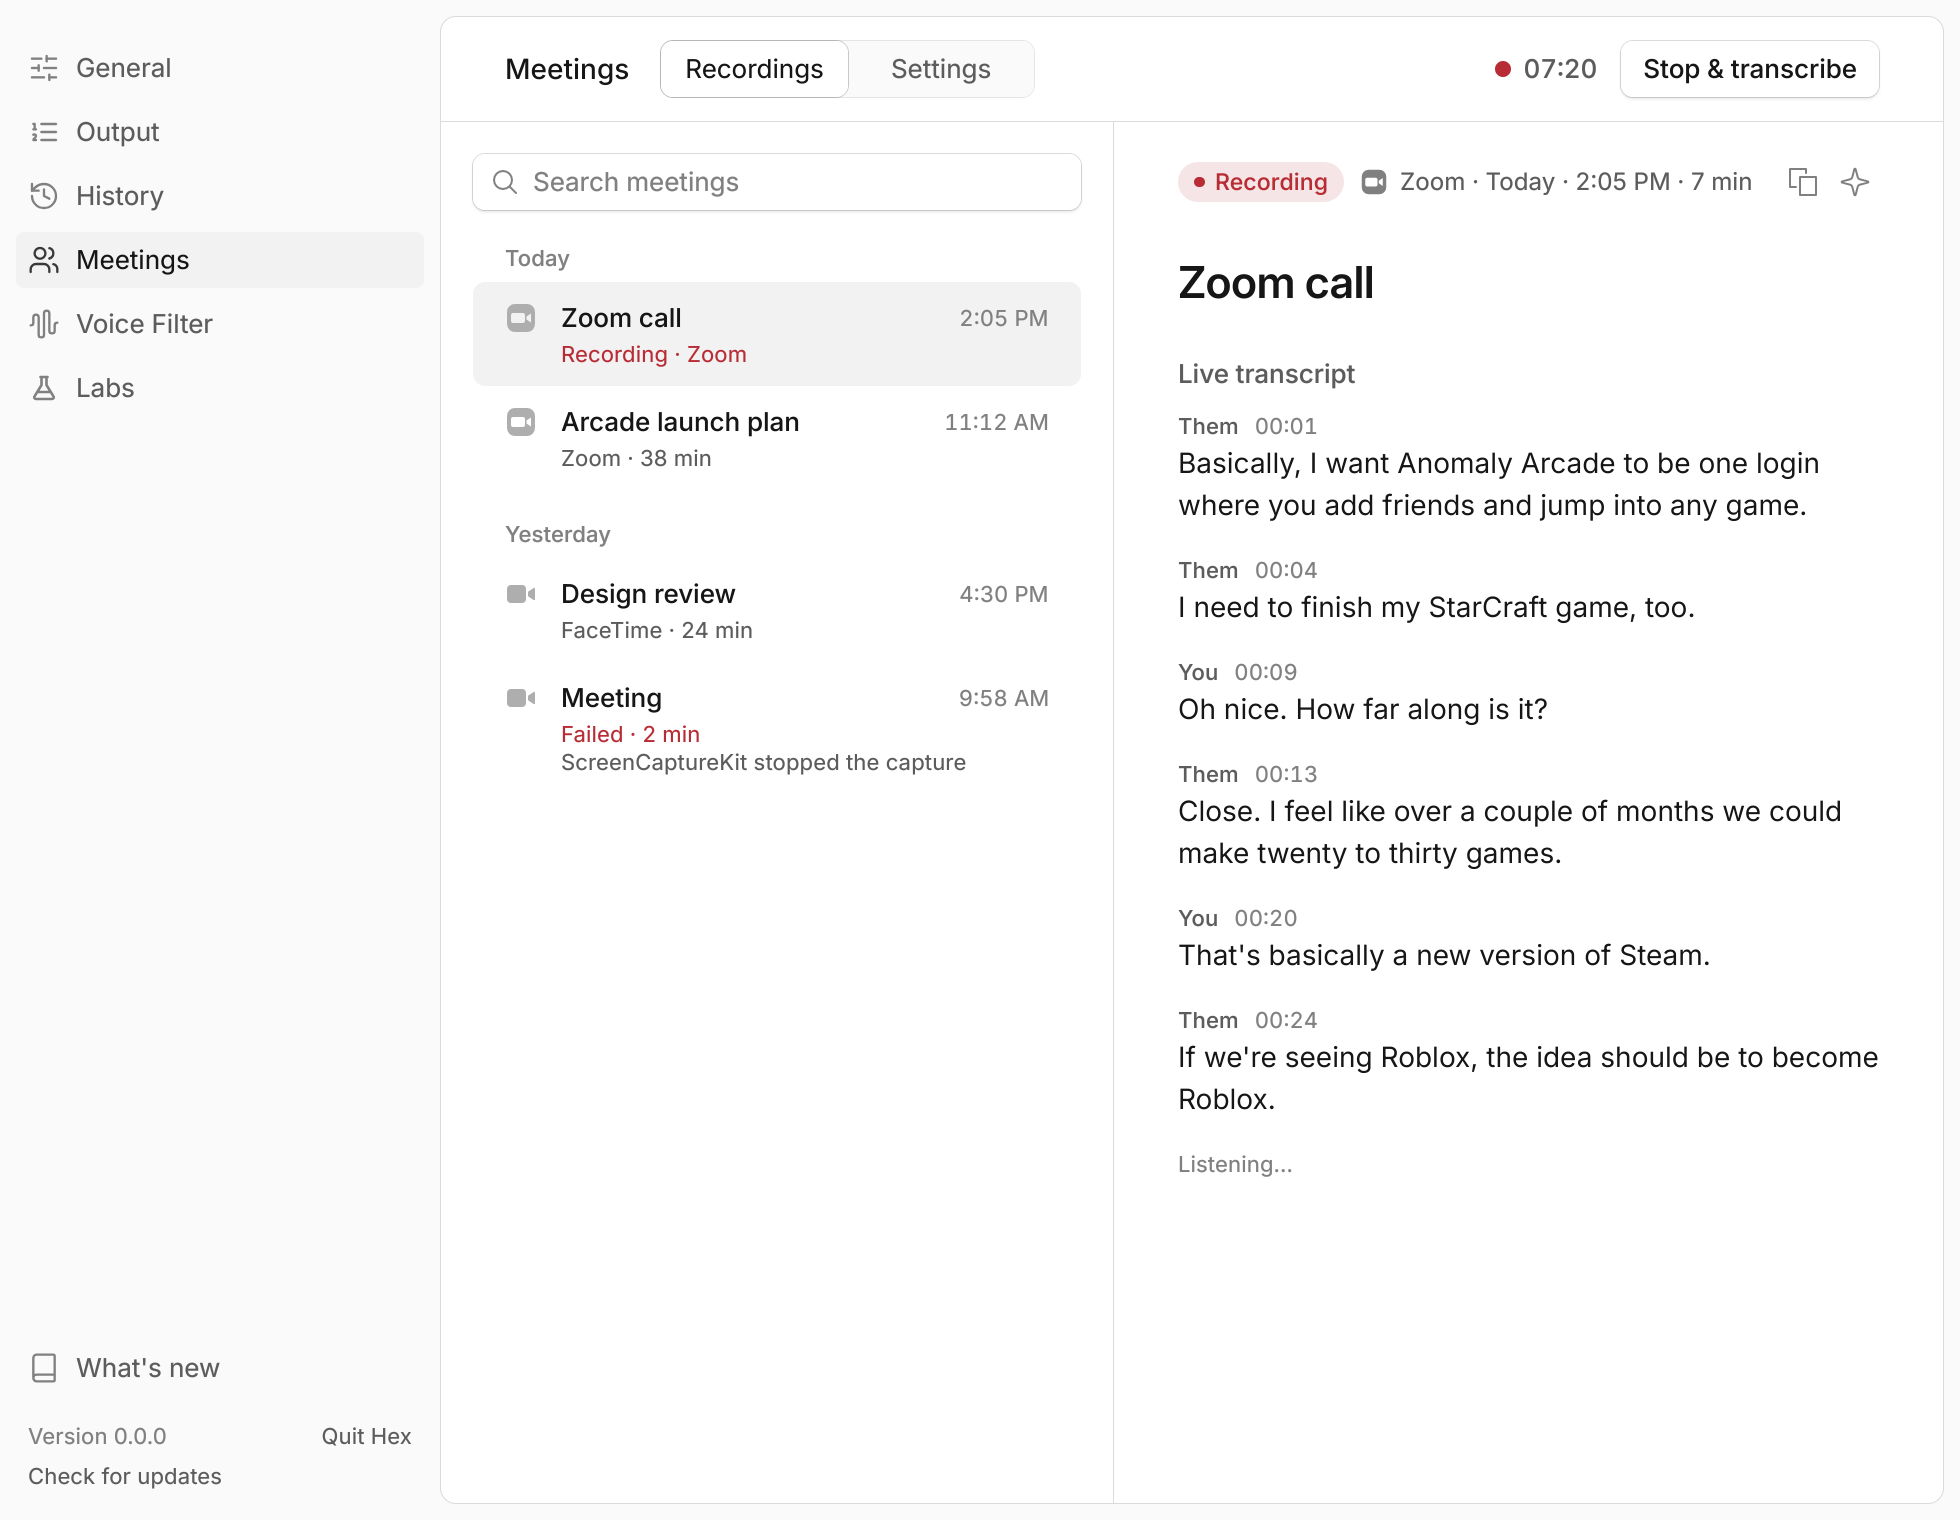 General
Output
History
Meetings
Voice Filter
Labs
What's new
Version 0.0.0
Quit Hex
Check for updates
Meetings
Recordings
Settings
07:20
Stop & transcribe
Search meetings
Today
Zoom call
2:05 PM
Recording · Zoom
Arcade launch plan
11:12 AM
Zoom · 38 min
Yesterday
Design review
4:30 PM
FaceTime · 24 min
Meeting
9:58 AM
Failed · 2 min
ScreenCaptureKit stopped the capture
Recording
Zoom · Today · 2:05 PM · 7 min
Zoom call
Live transcript
Them 00:01
Basically, I want Anomaly Arcade to be one login
where you add friends and jump into any game.
Them 00:04
I need to finish my StarCraft game, too.
You 00:09
Oh nice. How far along is it?
Them 00:13
Close. I feel like over a couple of months we could
make twenty to thirty games.
You 00:20
That's basically a new version of Steam.
Them 00:24
If we're seeing Roblox, the idea should be to become
Roblox.
Listening...